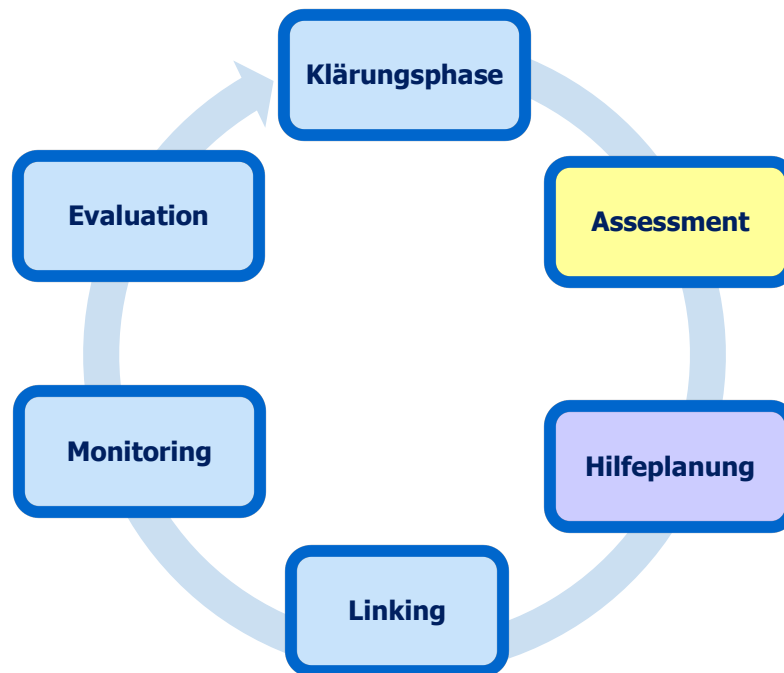 Klärungsphase
Assessment
Hilfeplanung
Linking
Monitoring
Evaluation